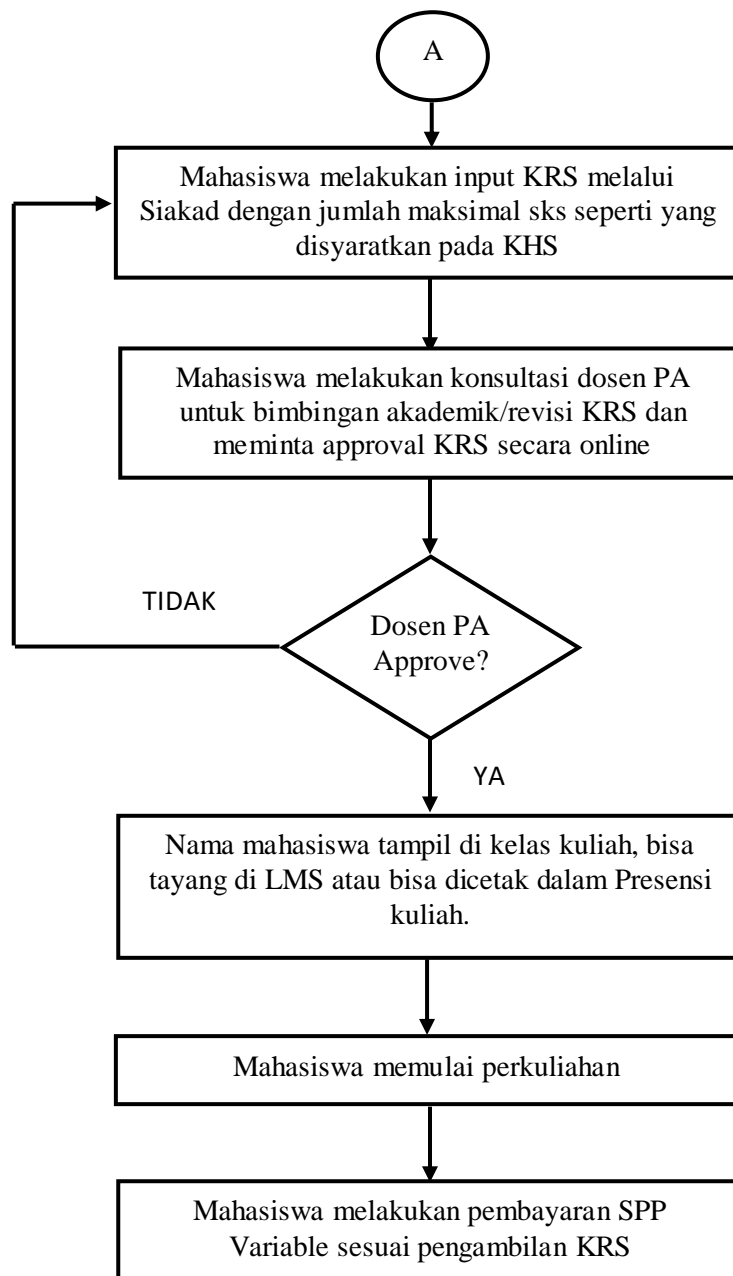 A
Mahasiswa melakukan input KRS melalui
Siakad dengan jumlah maksimal sks seperti yang
disyaratkan pada KHS
Mahasiswa melakukan konsultasi dosen PA
untuk bimbingan akademik/revisi KRS dan
meminta approval KRS secara online
TIDAK
Dosen PA
Approve?
YA
Nama mahasiswa tampil di kelas kuliah, bisa
tayang di LMS atau bisa dicetak dalam Presensi
kuliah.
Mahasiswa memulai perkuliahan
Mahasiswa melakukan pembayaran SPP
Variable sesuai pengambilan KRS